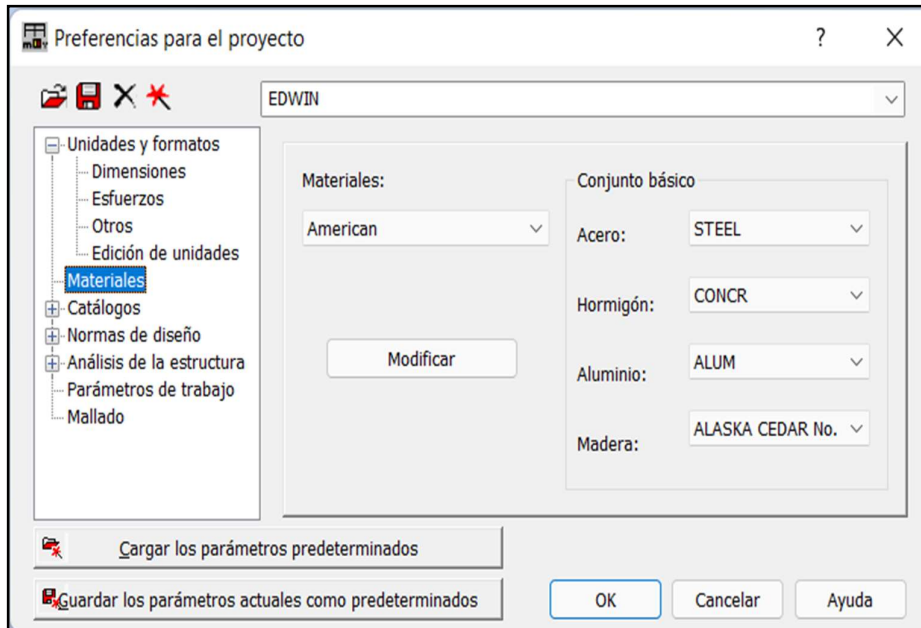 Preferencias para el proyecto
EDWIN
Unidades y formatos
Dimensiones
Esfuerzos
Otros
Edición de unidades
Materiales
Catálogos
Normas de diseño
Análisis de la estructura
Parámetros de trabajo
Mallado
Materiales:
American
Modificar
Conjunto básico
Acero: STEEL
Hormigón: CONCR
Aluminio: ALUM
Madera: ALASKA CEDAR No.
Cargar los parámetros predeterminados
Guardar los parámetros actuales como predeterminados
OK Cancelar Ayuda